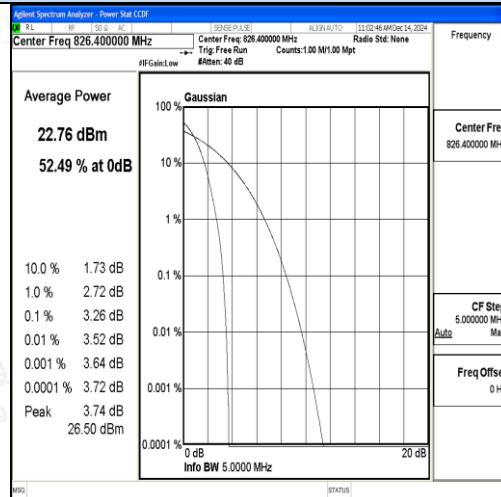 Agilent Spectrum Analyzer - Power Stat CCDF
RL RF 50 Ω AC SENSE:PULSE ALIGN AUTO 11:02:46 AM Dec 14, 2024
Center Freq 826.400000 MHz
Center Freq: 826.400000 MHz
Radio Std: None
Trig: Free Run Counts:1.00 M/1.00 Mpt
#IFGain:Low #Atten: 40 dB
Frequency
Average Power
22.76 dBm
52.49 % at 0dB
10.0 % 1.73 dB
1.0 % 2.72 dB
0.1 % 3.26 dB
0.01 % 3.52 dB
0.001 % 3.64 dB
0.0001 % 3.72 dB
Peak 3.74 dB
26.50 dBm
Gaussian
100 %
10 %
1 %
0.1 %
0.01 %
0.001 %
0.0001 %
0 dB 20 dB
Info BW 5.0000 MHz
Center Fre
826.400000 MH
CF Ste
5.000000 MH
Auto Ma
Freq Offse
0 H
MSG STATUS